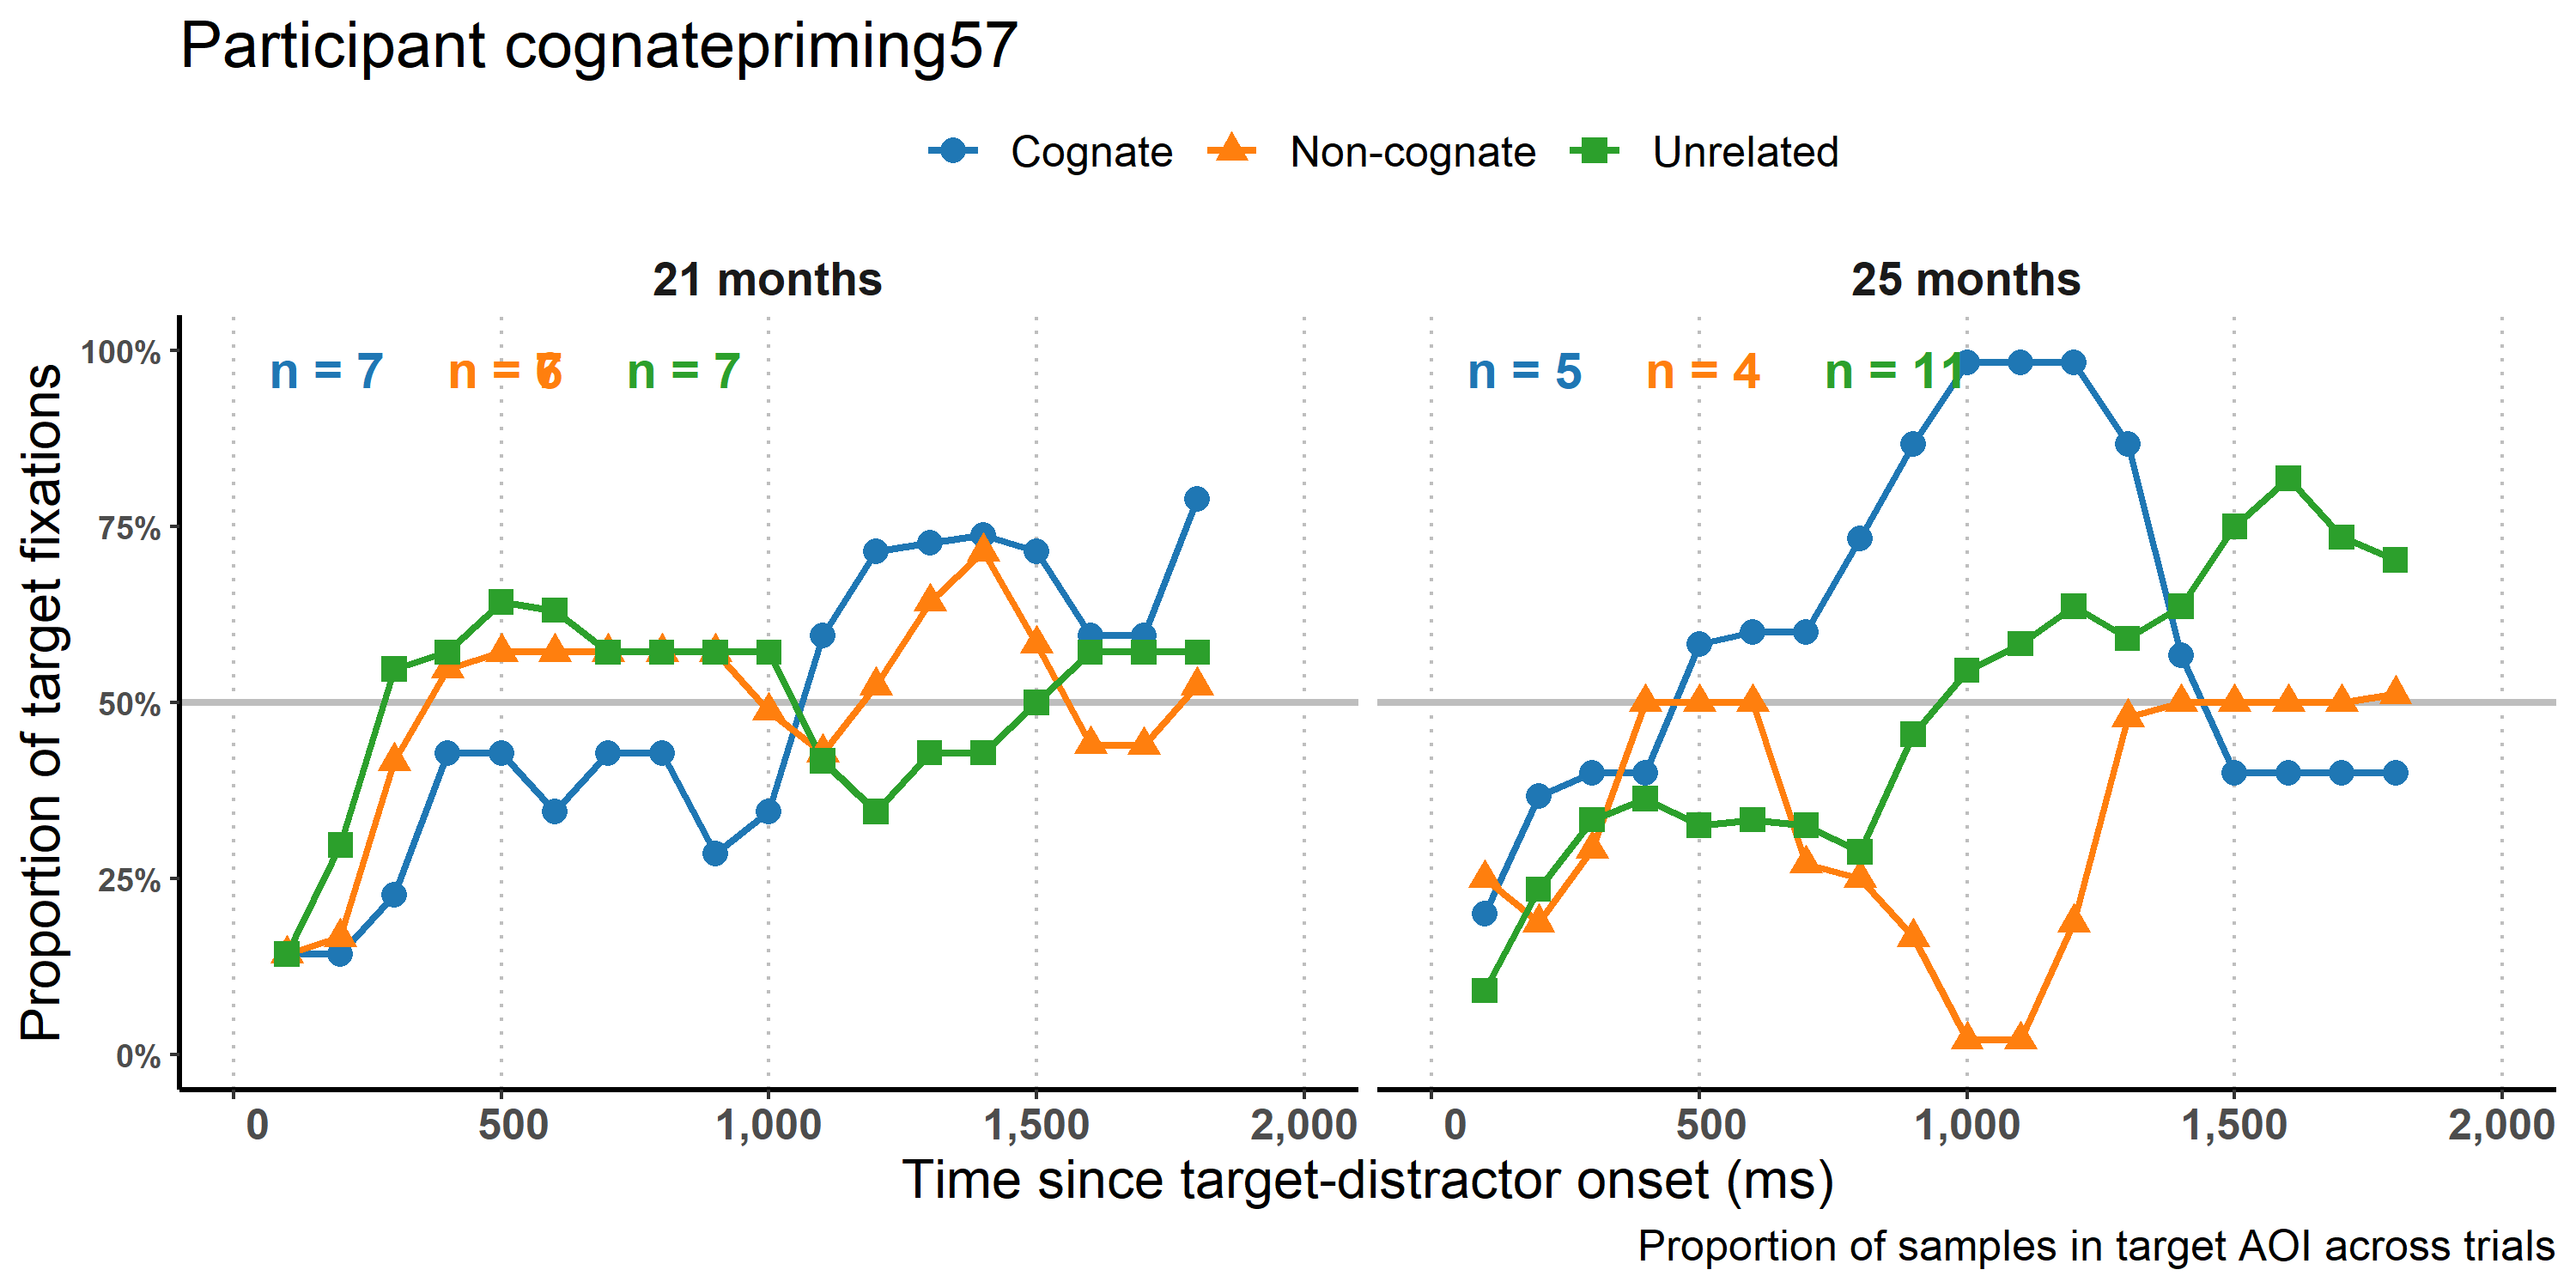 Participant cognatepriming57
Cognate Non-cognate Unrelated
21 months 25 months
100%
75%
50%
25%
0%
n = 7 n = n = 7
n = 5 n = 4 n = 11
Proportion of target fixations
0 500 1,000 1,500 2,000
0 500 1,000 1,500 2,000
Time since target-distractor onset (ms)
Proportion of samples in target AOI across trials